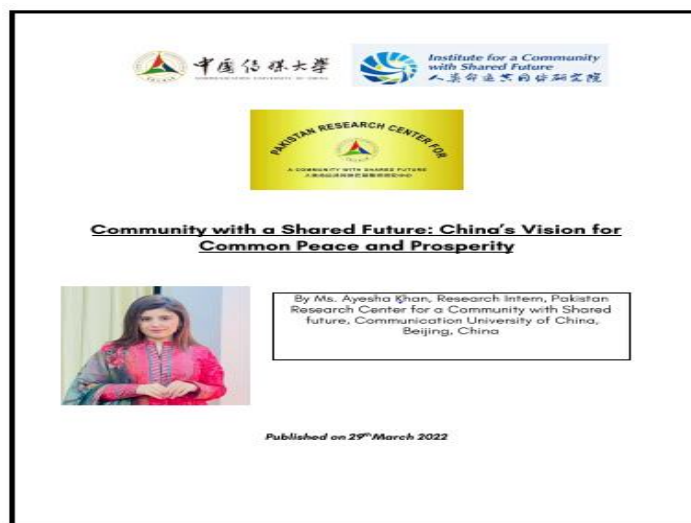 中国传媒大学
COMMUNICATION UNIVERSITY OF CHINA
Institute for a Community
with Shared Future
人类命运共同体研究院
PAKISTAN RESEARCH CENTER FOR
A COMMUNITY WITH SHARED FUTURE
Community with a Shared Future: China's Vision for
Common Peace and Prosperity
By Ms. Ayesha Khan, Research Intern, Pakistan
Research Center for a Community with Shared
future, Communication University of China,
Beijing, China
Published on 29th March 2022